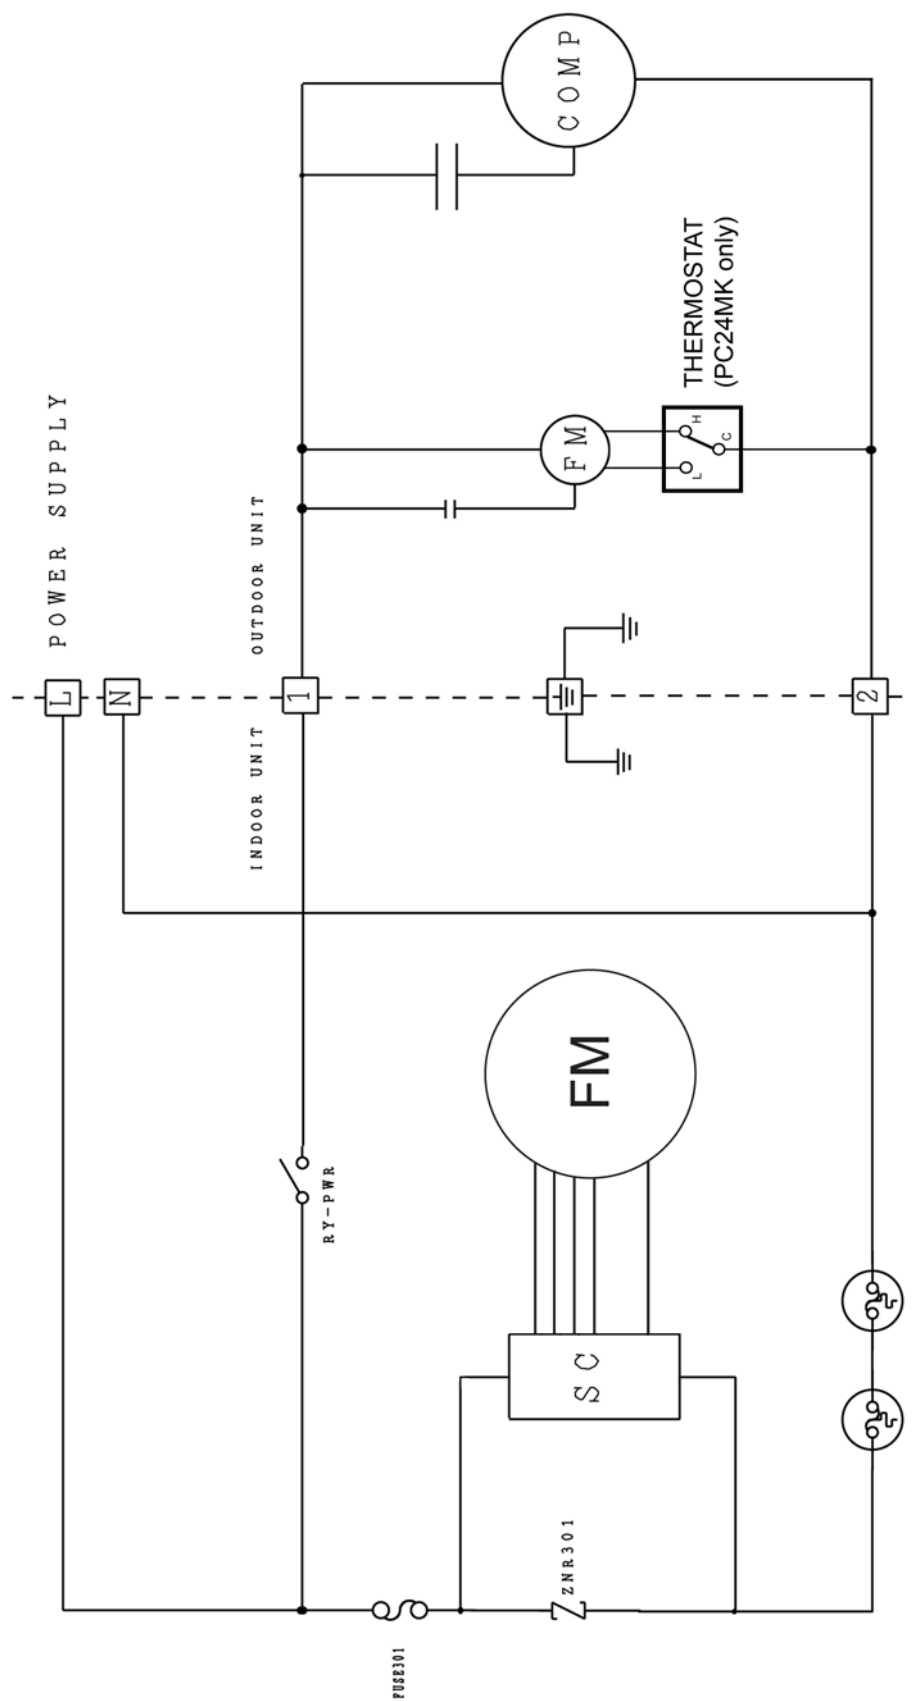 POWER SUPPLY
L
N
OUTDOOR UNIT
INDOOR UNIT
1
2
COMP
THERMOSTAT
(PC24MK only)
FM
H
C
L
FM
RY-PWR
SC
ZNR301
FUSE301